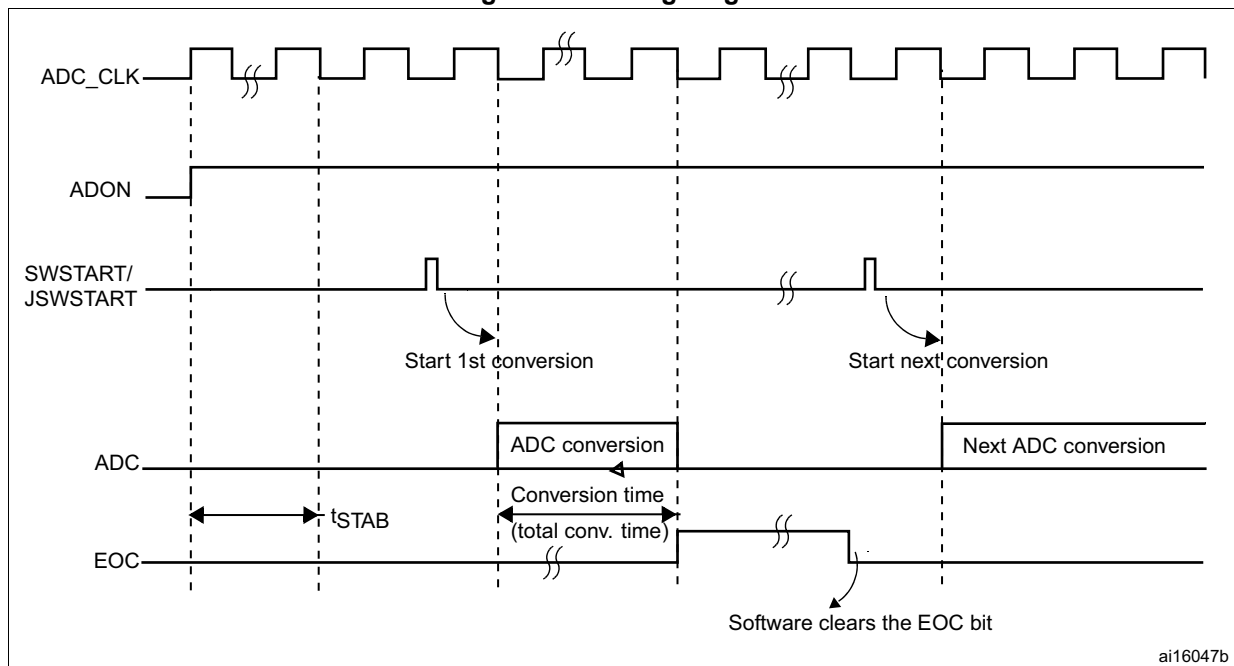 ADC_CLK
ADON
SWSTART/
JSWSTART
Start 1st conversion
Start next conversion
ADC conversion
Next ADC conversion
ADC
Conversion time
tSTAB
(total conv. time)
EOC
Software clears the EOC bit
ai16047b